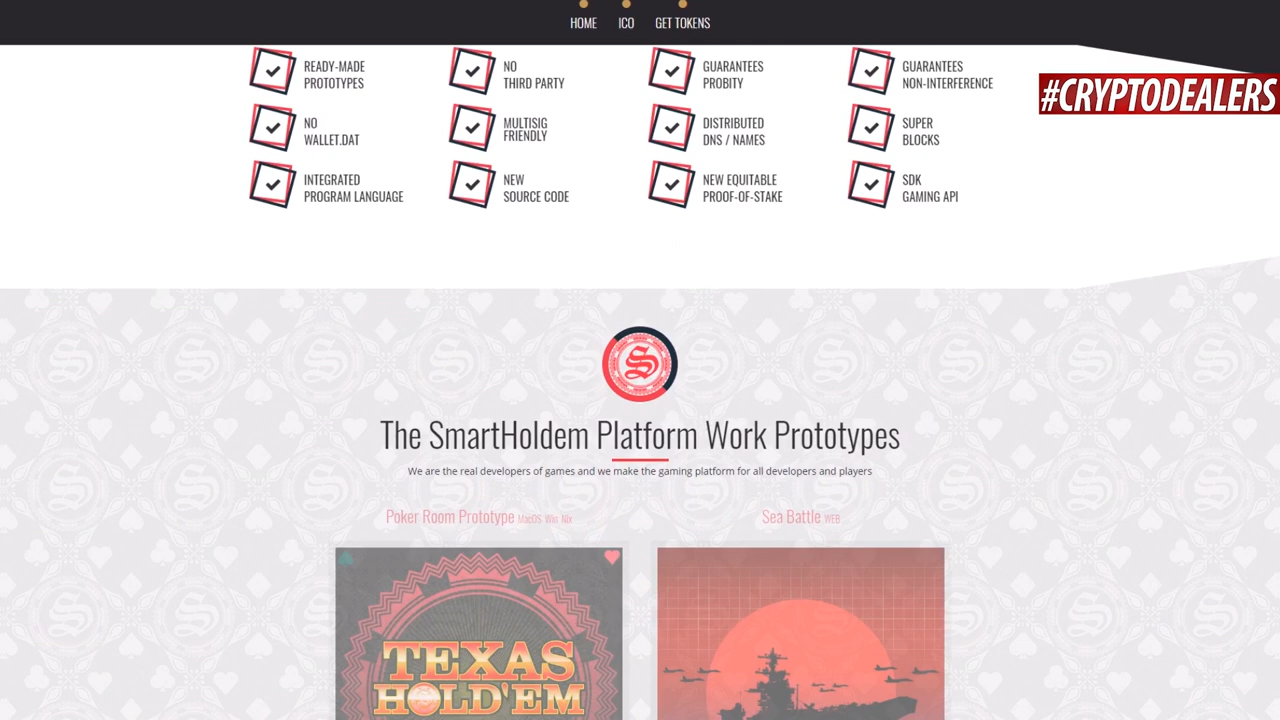 HOME ICO GET TOKENS
#CRYPTODEALERS
READY-MADE
PROTOTYPES
NO
THIRD PARTY
GUARANTEES
PROBITY
GUARANTEES
NON-INTERFERENCE
NO
WALLET.DAT
MULTISIG
FRIENDLY
DISTRIBUTED
DNS / NAMES
SUPER
BLOCKS
INTEGRATED
PROGRAM LANGUAGE
NEW
SOURCE CODE
NEW EQUITABLE
PROOF-OF-STAKE
SDK
GAMING API
S
The SmartHoldem Platform Work Prototypes
We are the real developers of games and we make the gaming platform for all developers and players
Poker Room Prototype MacOS Win Nix
Sea Battle WEB
TEXAS
HOLD'EM